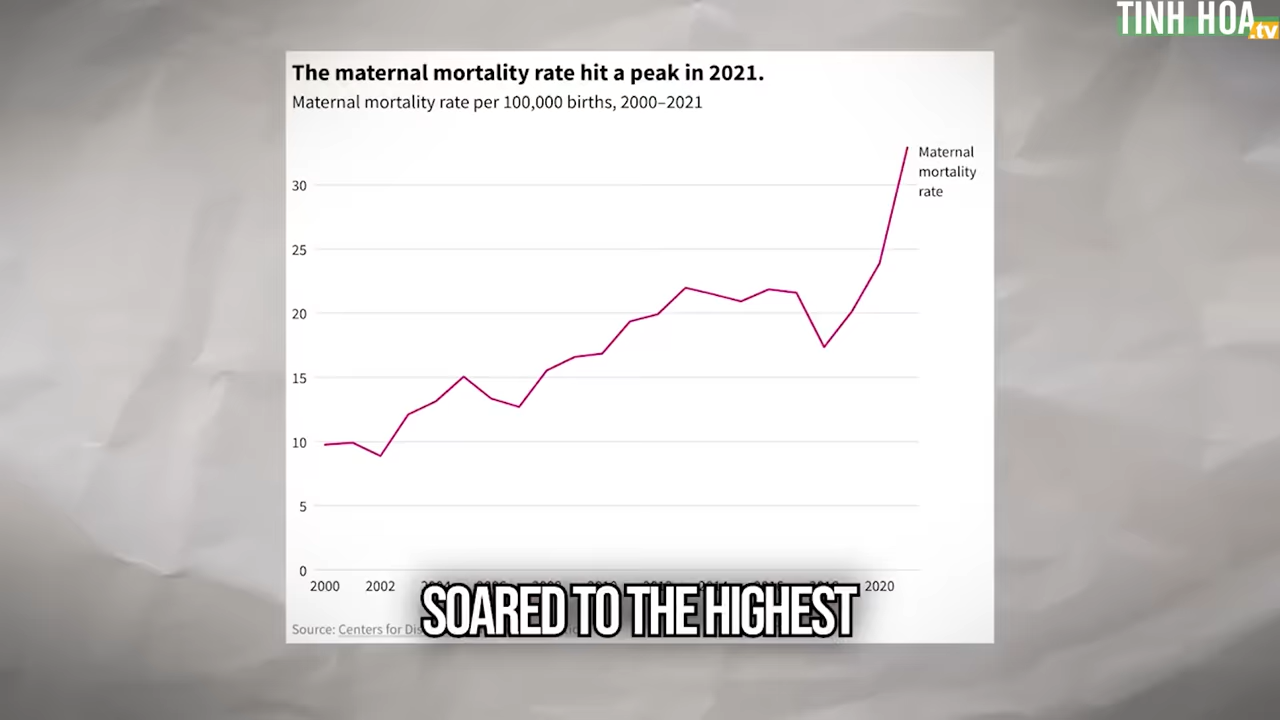 TINH HOA
.tv
The maternal mortality rate hit a peak in 2021.
Maternal mortality rate per 100,000 births, 2000–2021
Maternal
mortality
rate
30
25
20
15
10
5
0
2000 2002 2020
SOARED TO THE HIGHEST
Source: Centers for